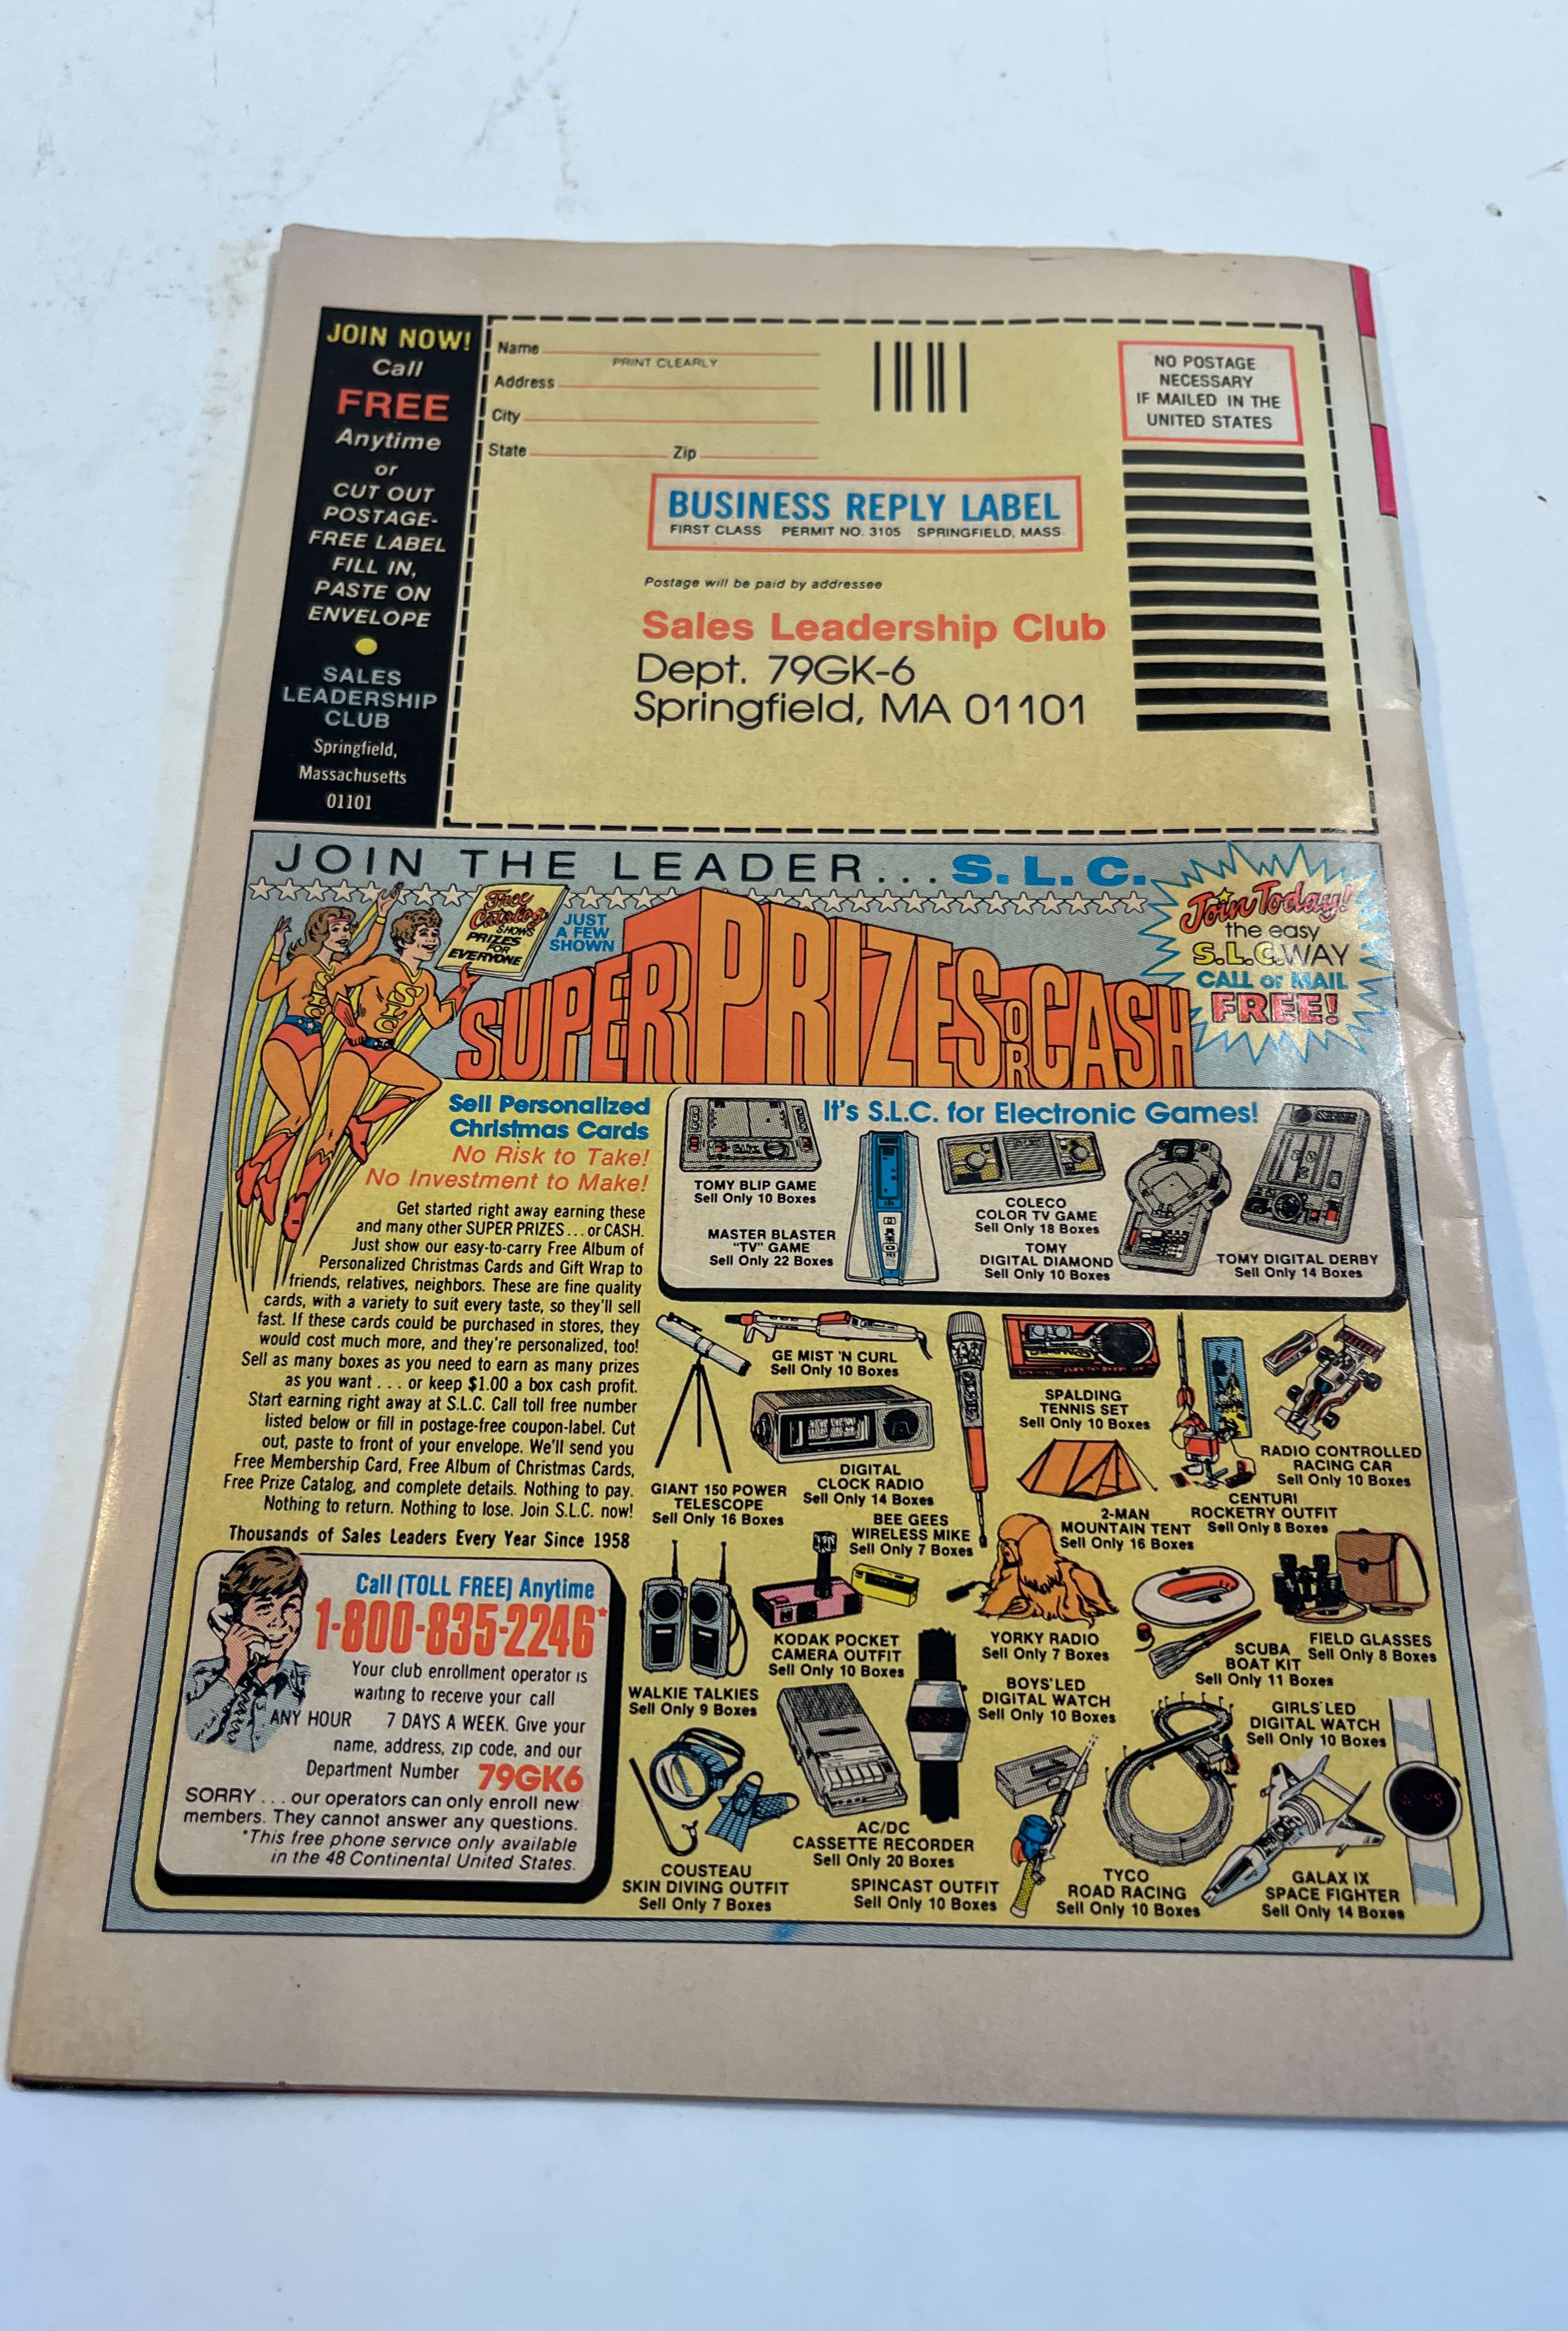 JOIN NOW!
Call
FREE
Anytime
or
CUT OUT
POSTAGE-
FREE LABEL
FILL IN,
PASTE ON
ENVELOPE
SALES
LEADERSHIP
CLUB
Springfield,
Massachusetts
01101
Name
PRINT CLEARLY
Address
City
State Zip
NO POSTAGE
NECESSARY
IF MAILED IN THE
UNITED STATES
BUSINESS REPLY LABEL
FIRST CLASS PERMIT NO. 3105 SPRINGFIELD, MASS
Postage will be paid by addressee
Sales Leadership Club
Dept. 79GK-6
Springfield, MA 01101
JOIN THE LEADER... S.L.C.
Free
Catalog
SHOWS
PRIZES
FOR
EVERYONE
JUST
A FEW
SHOWN
SUPER PRIZES OR CASH
Join Today!
the easy
S.L.C. WAY
CALL or MAIL
FREE!
SLC
SLC
Sell Personalized
Christmas Cards
No Risk to Take!
No Investment to Make!
Get started right away earning these
and many other SUPER PRIZES... or CASH.
Just show our easy-to-carry Free Album of
Personalized Christmas Cards and Gift Wrap to
friends, relatives, neighbors. These are fine quality
cards, with a variety to suit every taste, so they'll sell
fast. If these cards could be purchased in stores, they
would cost much more, and they're personalized, too!
Sell as many boxes as you need to earn as many prizes
as you want ... or keep $1.00 a box cash profit.
Start earning right away at S.L.C. Call toll free number
listed below or fill in postage-free coupon-label. Cut
out, paste to front of your envelope. We'll send you
Free Membership Card, Free Album of Christmas Cards,
Free Prize Catalog, and complete details. Nothing to pay.
Nothing to return. Nothing to lose. Join S.L.C. now!
Thousands of Sales Leaders Every Year Since 1958
Call (TOLL FREE) Anytime
1-800-835-2246*
Your club enrollment operator is
waiting to receive your call
ANY HOUR 7 DAYS A WEEK. Give your
name, address, zip code, and our
Department Number 79GK6
SORRY ... our operators can only enroll new
members. They cannot answer any questions.
*This free phone service only available
in the 48 Continental United States.
It's S.L.C. for Electronic Games!
TOMY BLIP GAME
Sell Only 10 Boxes
MASTER BLASTER
"TV" GAME
Sell Only 22 Boxes
COLECO
COLOR TV GAME
Sell Only 18 Boxes
TOMY
DIGITAL DIAMOND
Sell Only 10 Boxes
TOMY DIGITAL DERBY
Sell Only 14 Boxes
GE MIST 'N CURL
Sell Only 10 Boxes
SPALDING
TENNIS SET
Sell Only 10 Boxes
RADIO CONTROLLED
RACING CAR
Sell Only 10 Boxes
GIANT 150 POWER
TELESCOPE
Sell Only 16 Boxes
DIGITAL
CLOCK RADIO
Sell Only 14 Boxes
BEE GEES
WIRELESS MIKE
Sell Only 7 Boxes
2-MAN
MOUNTAIN TENT
Sell Only 16 Boxes
CENTURI
ROCKETRY OUTFIT
Sell Only 8 Boxes
WALKIE TALKIES
Sell Only 9 Boxes
KODAK POCKET
CAMERA OUTFIT
Sell Only 10 Boxes
YORKY RADIO
Sell Only 7 Boxes
SCUBA
BOAT KIT
Sell Only 11 Boxes
FIELD GLASSES
Sell Only 8 Boxes
BOYS' LED
DIGITAL WATCH
Sell Only 10 Boxes
GIRLS' LED
DIGITAL WATCH
Sell Only 10 Boxes
COUSTEAU
SKIN DIVING OUTFIT
Sell Only 7 Boxes
AC/DC
CASSETTE RECORDER
Sell Only 20 Boxes
SPINCAST OUTFIT
Sell Only 10 Boxes
TYCO
ROAD RACING
Sell Only 10 Boxes
GALAX IX
SPACE FIGHTER
Sell Only 14 Boxes